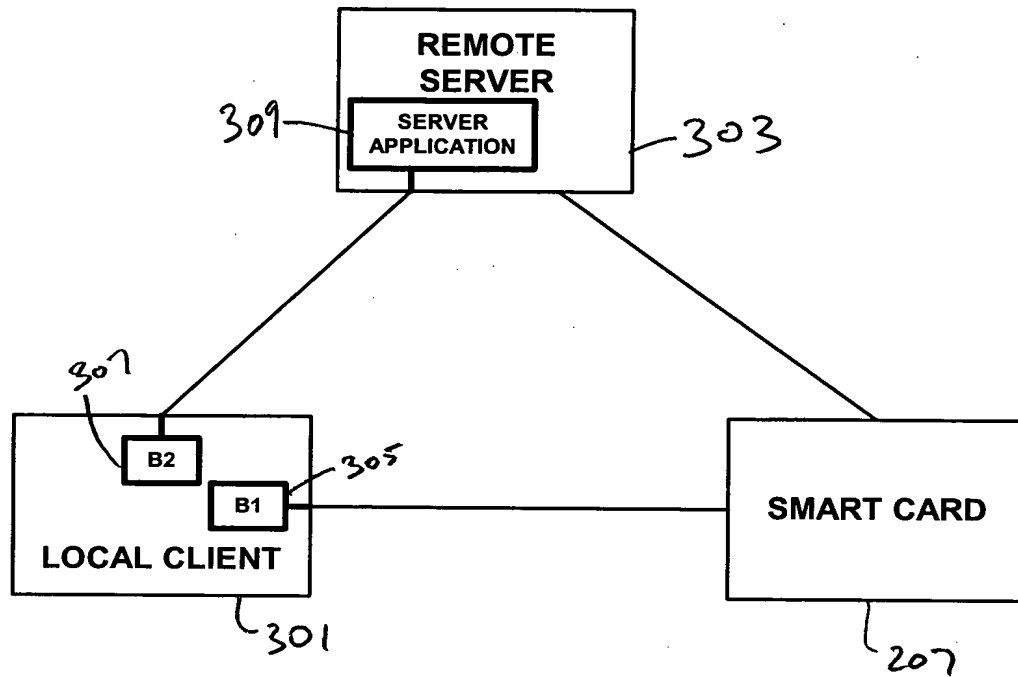 REMOTE
SERVER
309
SERVER
APPLICATION
303
307
B2
305
B1
LOCAL CLIENT
SMART CARD
301
207